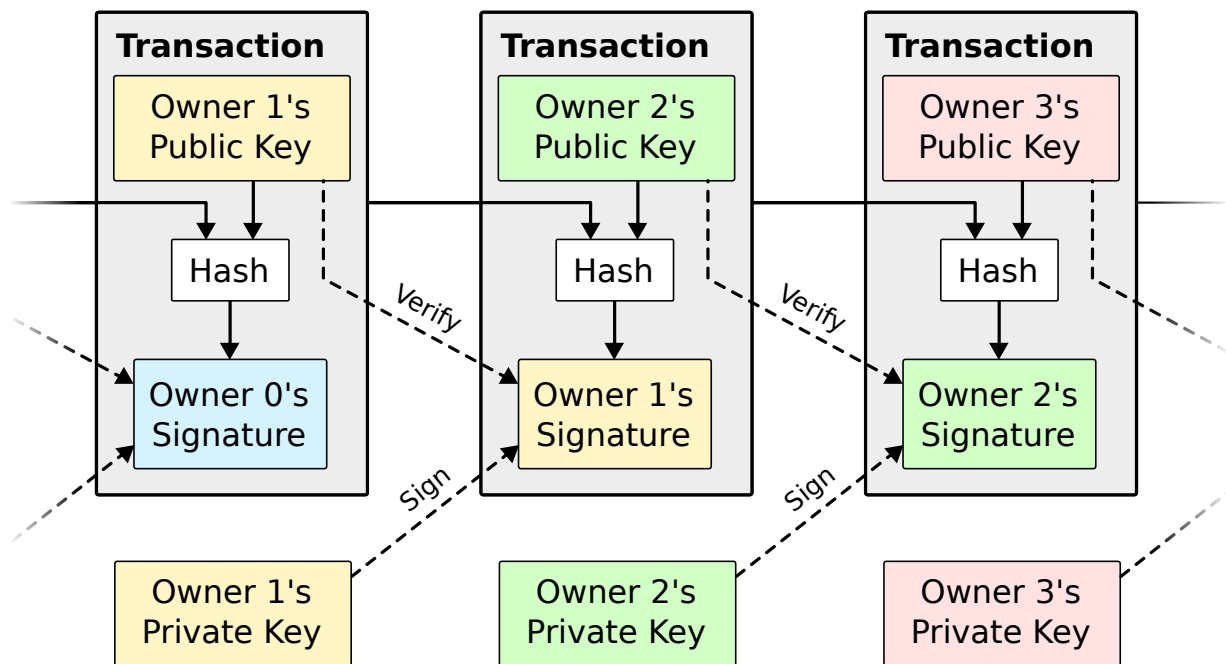 Transaction
Transaction
Transaction
Owner 1's
Public Key
Owner 2's
Public Key
Owner 3's
Public Key
Hash
Hash
Hash
Verify
Verify
Owner 0's
Signature
Owner 1's
Signature
Owner 2's
Signature
Sign
Sign
Owner 1's
Private Key
Owner 2's
Private Key
Owner 3's
Private Key